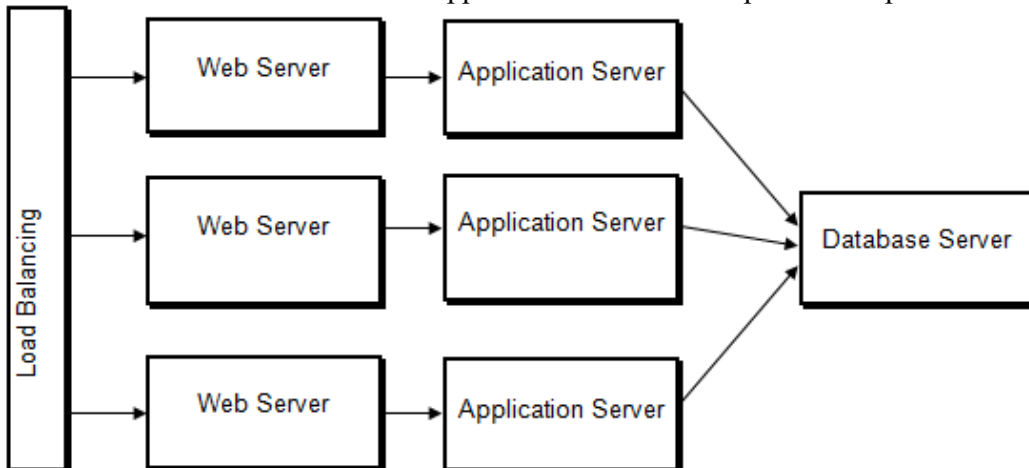 Web Server
Application Server
Load Balancing
Web Server
Application Server
Database Server
Web Server
Application Server